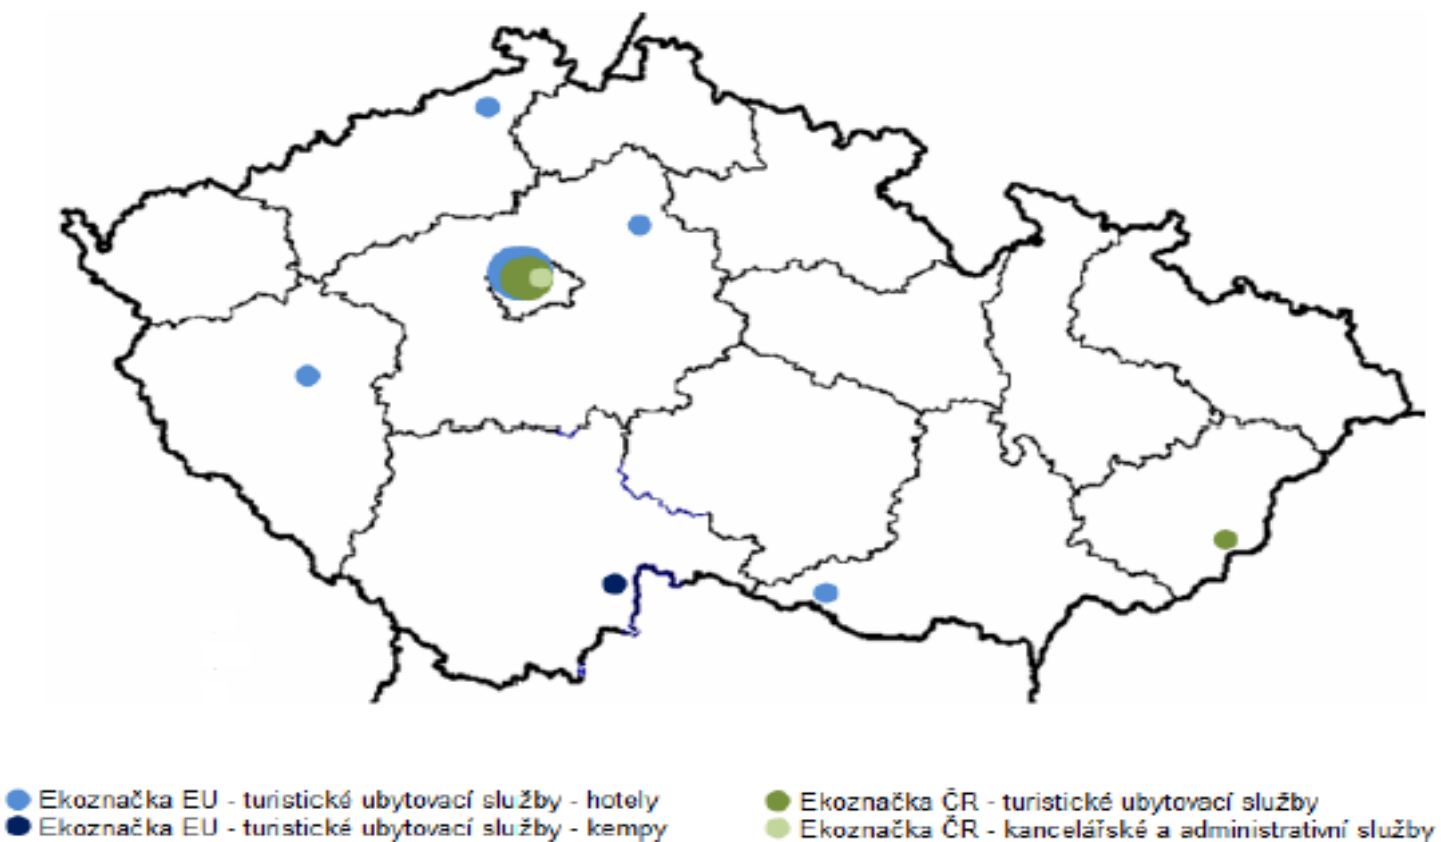 Ekoznačka EU - turistické ubytovací služby - hotely
Ekoznačka EU - turistické ubytovací služby - kempy
Ekoznačka ČR - turistické ubytovací služby
Ekoznačka ČR - kancelářské a administrativní služby